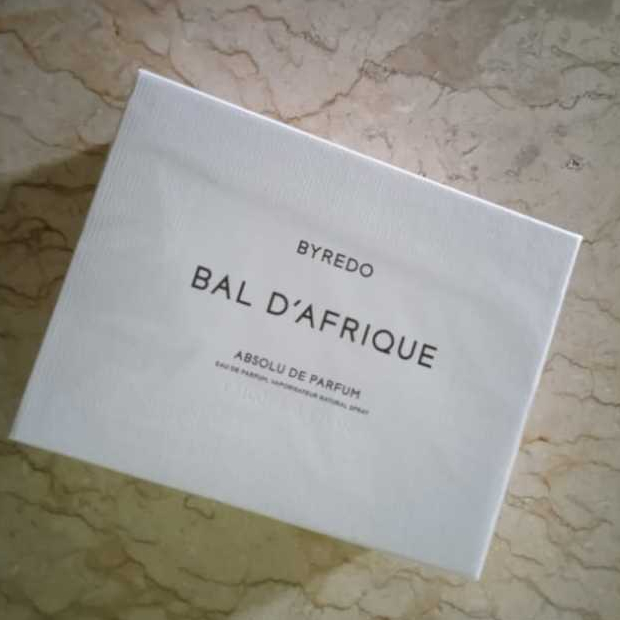 BYREDO
BAL D'AFRIQUE
ABSOLU DE PARFUM
EAU DE PARFUM, VAPORISATEUR NATURAL SPRAY